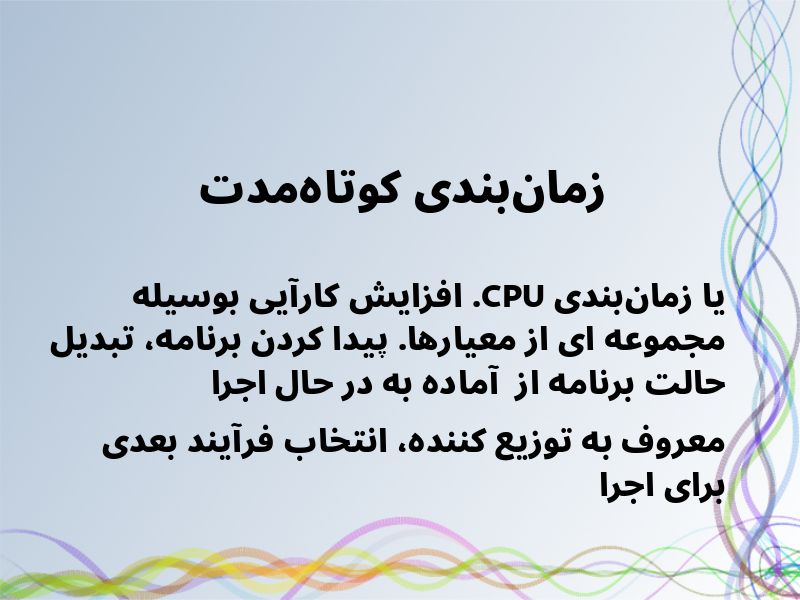 زمان‌بندی کوتاه‌مدت
یا زمان‌بندی CPU. افزایش کارآیی بوسیله
مجموعه ای از معیارها. پیدا کردن برنامه، تبدیل
حالت برنامه از آماده به در حال اجرا
معروف به توزیع کننده، انتخاب فرآیند بعدی
برای اجرا